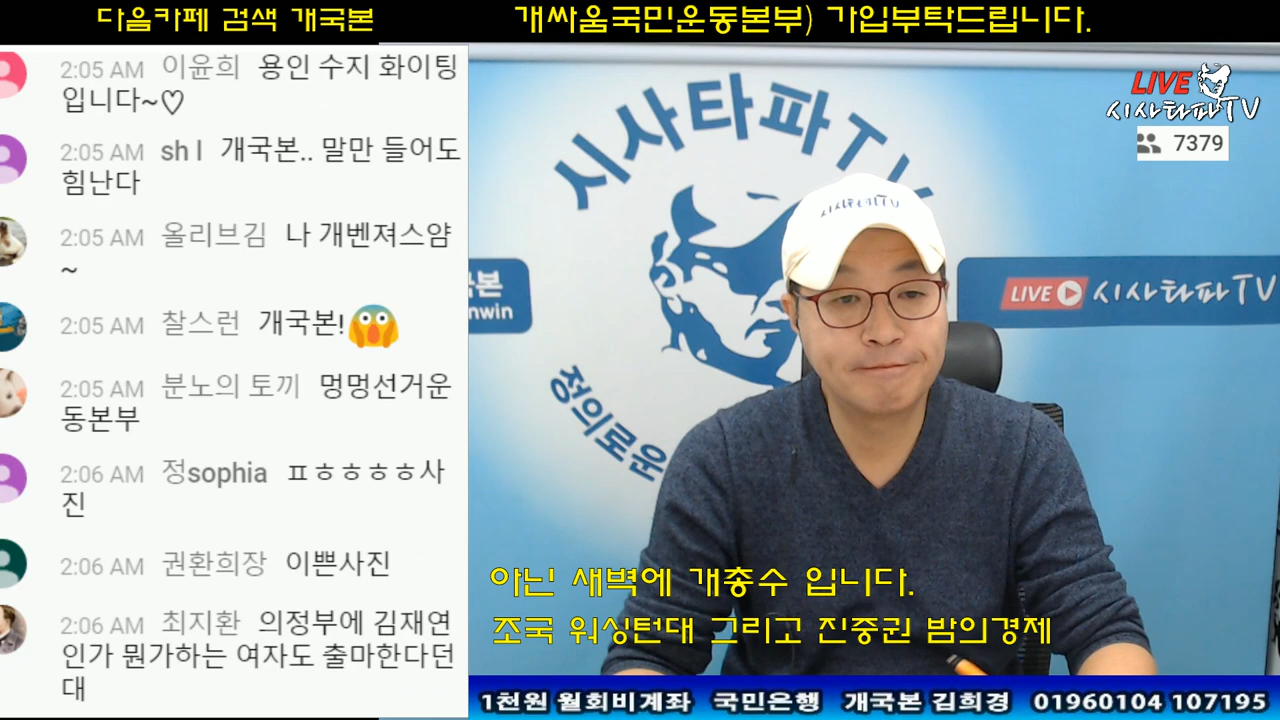 다음카페 검색 개국본
개싸움국민운동본부) 가입부탁드립니다.
2:05 AM 이윤희 용인 수지 화이팅
입니다~♡
2:05 AM sh l 개국본.. 말만 들어도
힘난다
2:05 AM 올리브김 나 개벤져스얌
~
2:05 AM 찰스런 개국본!😱
2:05 AM 분노의 토끼 멍멍선거운
동본부
2:06 AM 정sophia ㅍㅎㅎㅎㅎ사
진
2:06 AM 권환희장 이쁜사진
2:06 AM 최지환 의정부에 김재연
인가 뭔가하는 여자도 출마한다던
대
LIVE
시사타파TV
7379
시사타파TV
시사타파TV
국본
nwin
LIVE 시사타파TV
정의로운
아닌 새벽에 개총수 입니다.
조국 워싱턴대 그리고 진중권 밤의경제
1천원 월회비계좌 국민은행 개국본 김희경 01960104 107195